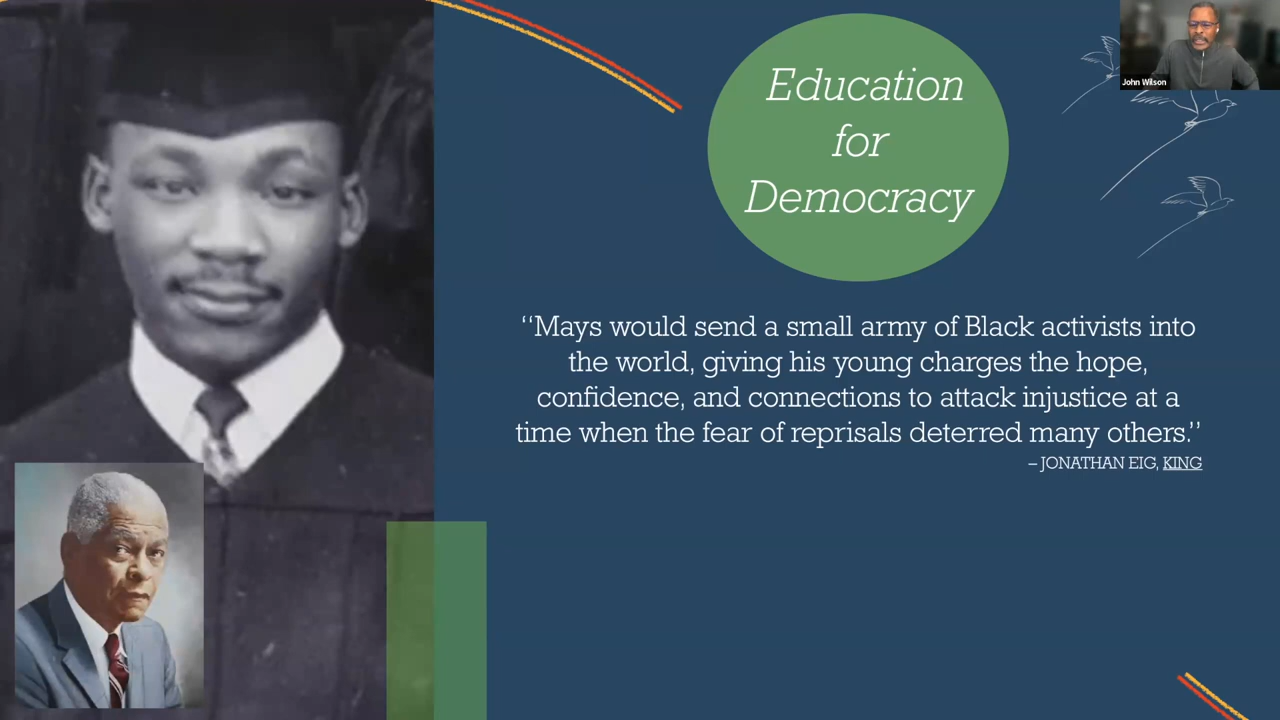 Education
for
Democracy
John Wilson
“Mays would send a small army of Black activists into
the world, giving his young charges the hope,
confidence, and connections to attack injustice at a
time when the fear of reprisals deterred many others.”
– JONATHAN EIG, KING